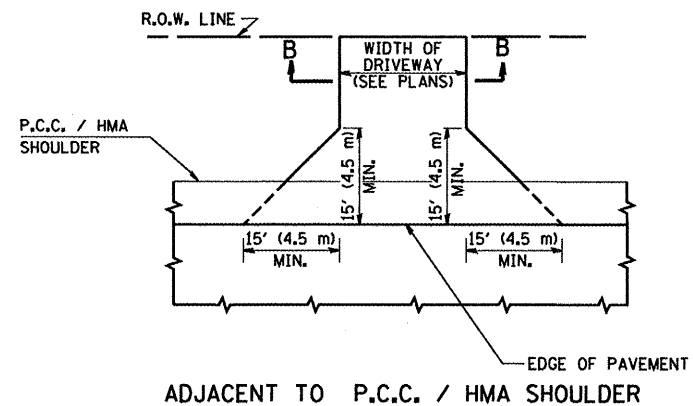 R.O.W. LINE
B
WIDTH OF
DRIVEWAY
(SEE PLANS)
B
P.C.C. / HMA
SHOULDER
15' (4.5 m)
MIN.
15' (4.5 m)
MIN.
15' (4.5 m)
MIN.
15' (4.5 m)
MIN.
EDGE OF PAVEMENT
ADJACENT TO P.C.C. / HMA SHOULDER